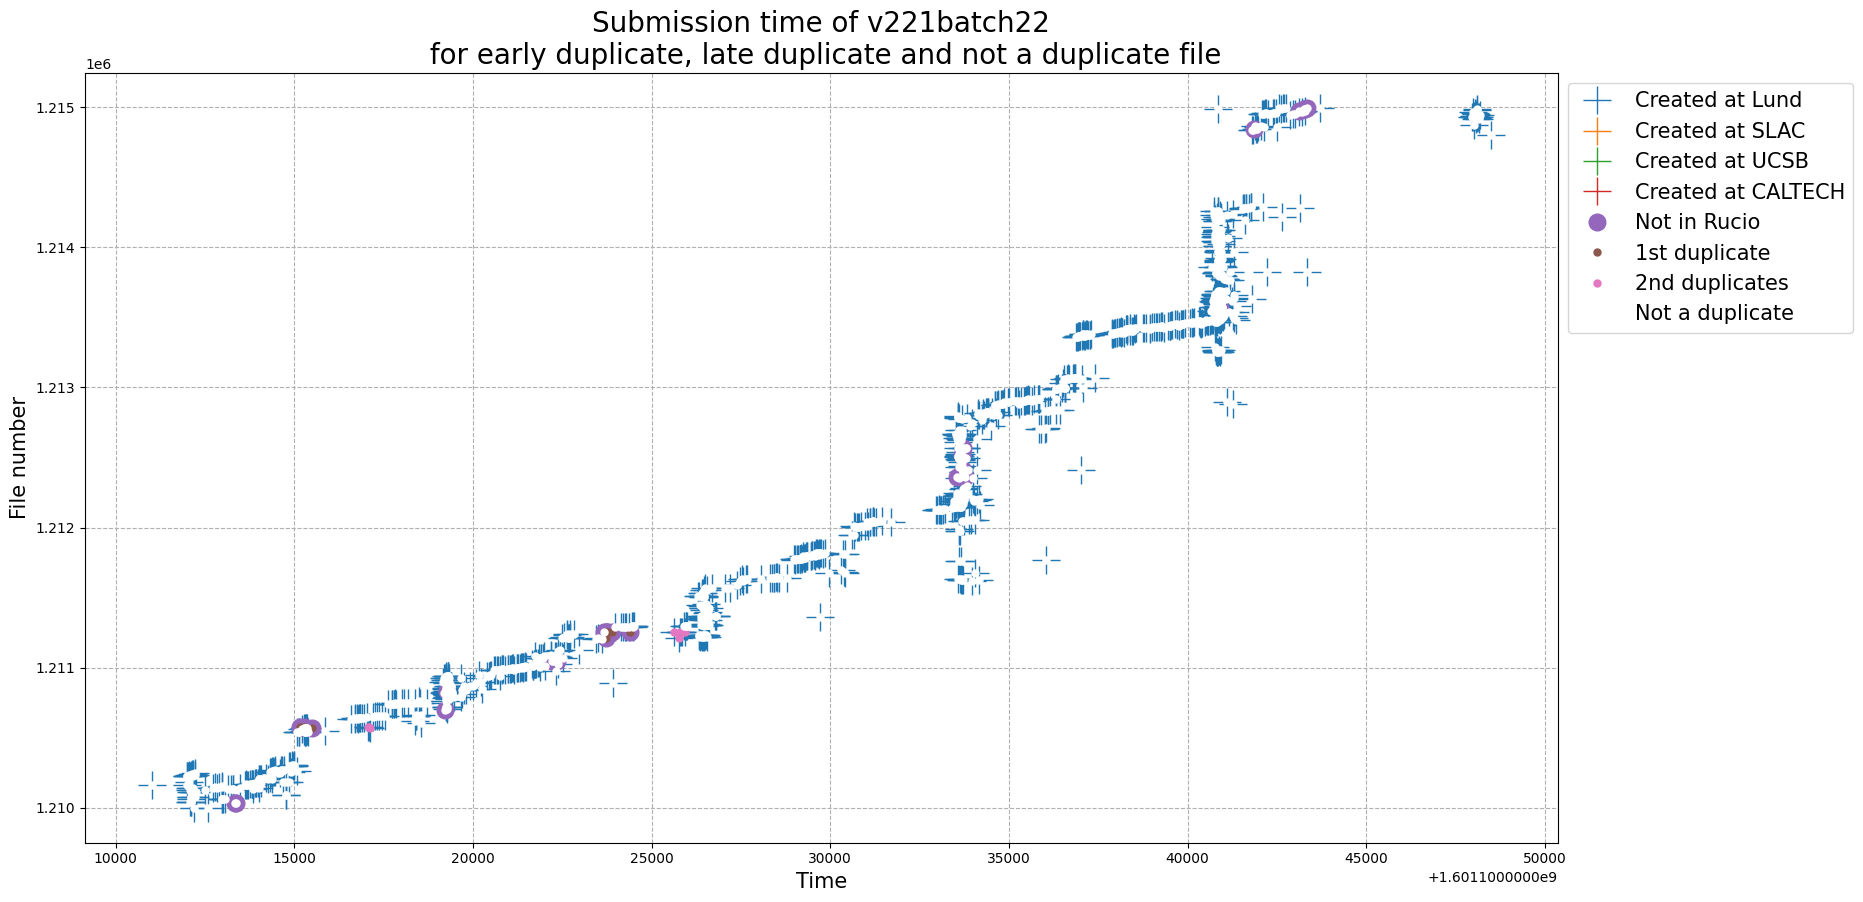 Submission time of v221batch22
for early duplicate, late duplicate and not a duplicate file
1e6
1.215
1.214
1.213
1.212
1.211
1.210
File number
10000 15000 20000 25000 30000 35000 40000 45000 50000
+1.6011000000e9
Time
Created at Lund
Created at SLAC
Created at UCSB
Created at CALTECH
Not in Rucio
1st duplicate
2nd duplicates
Not a duplicate